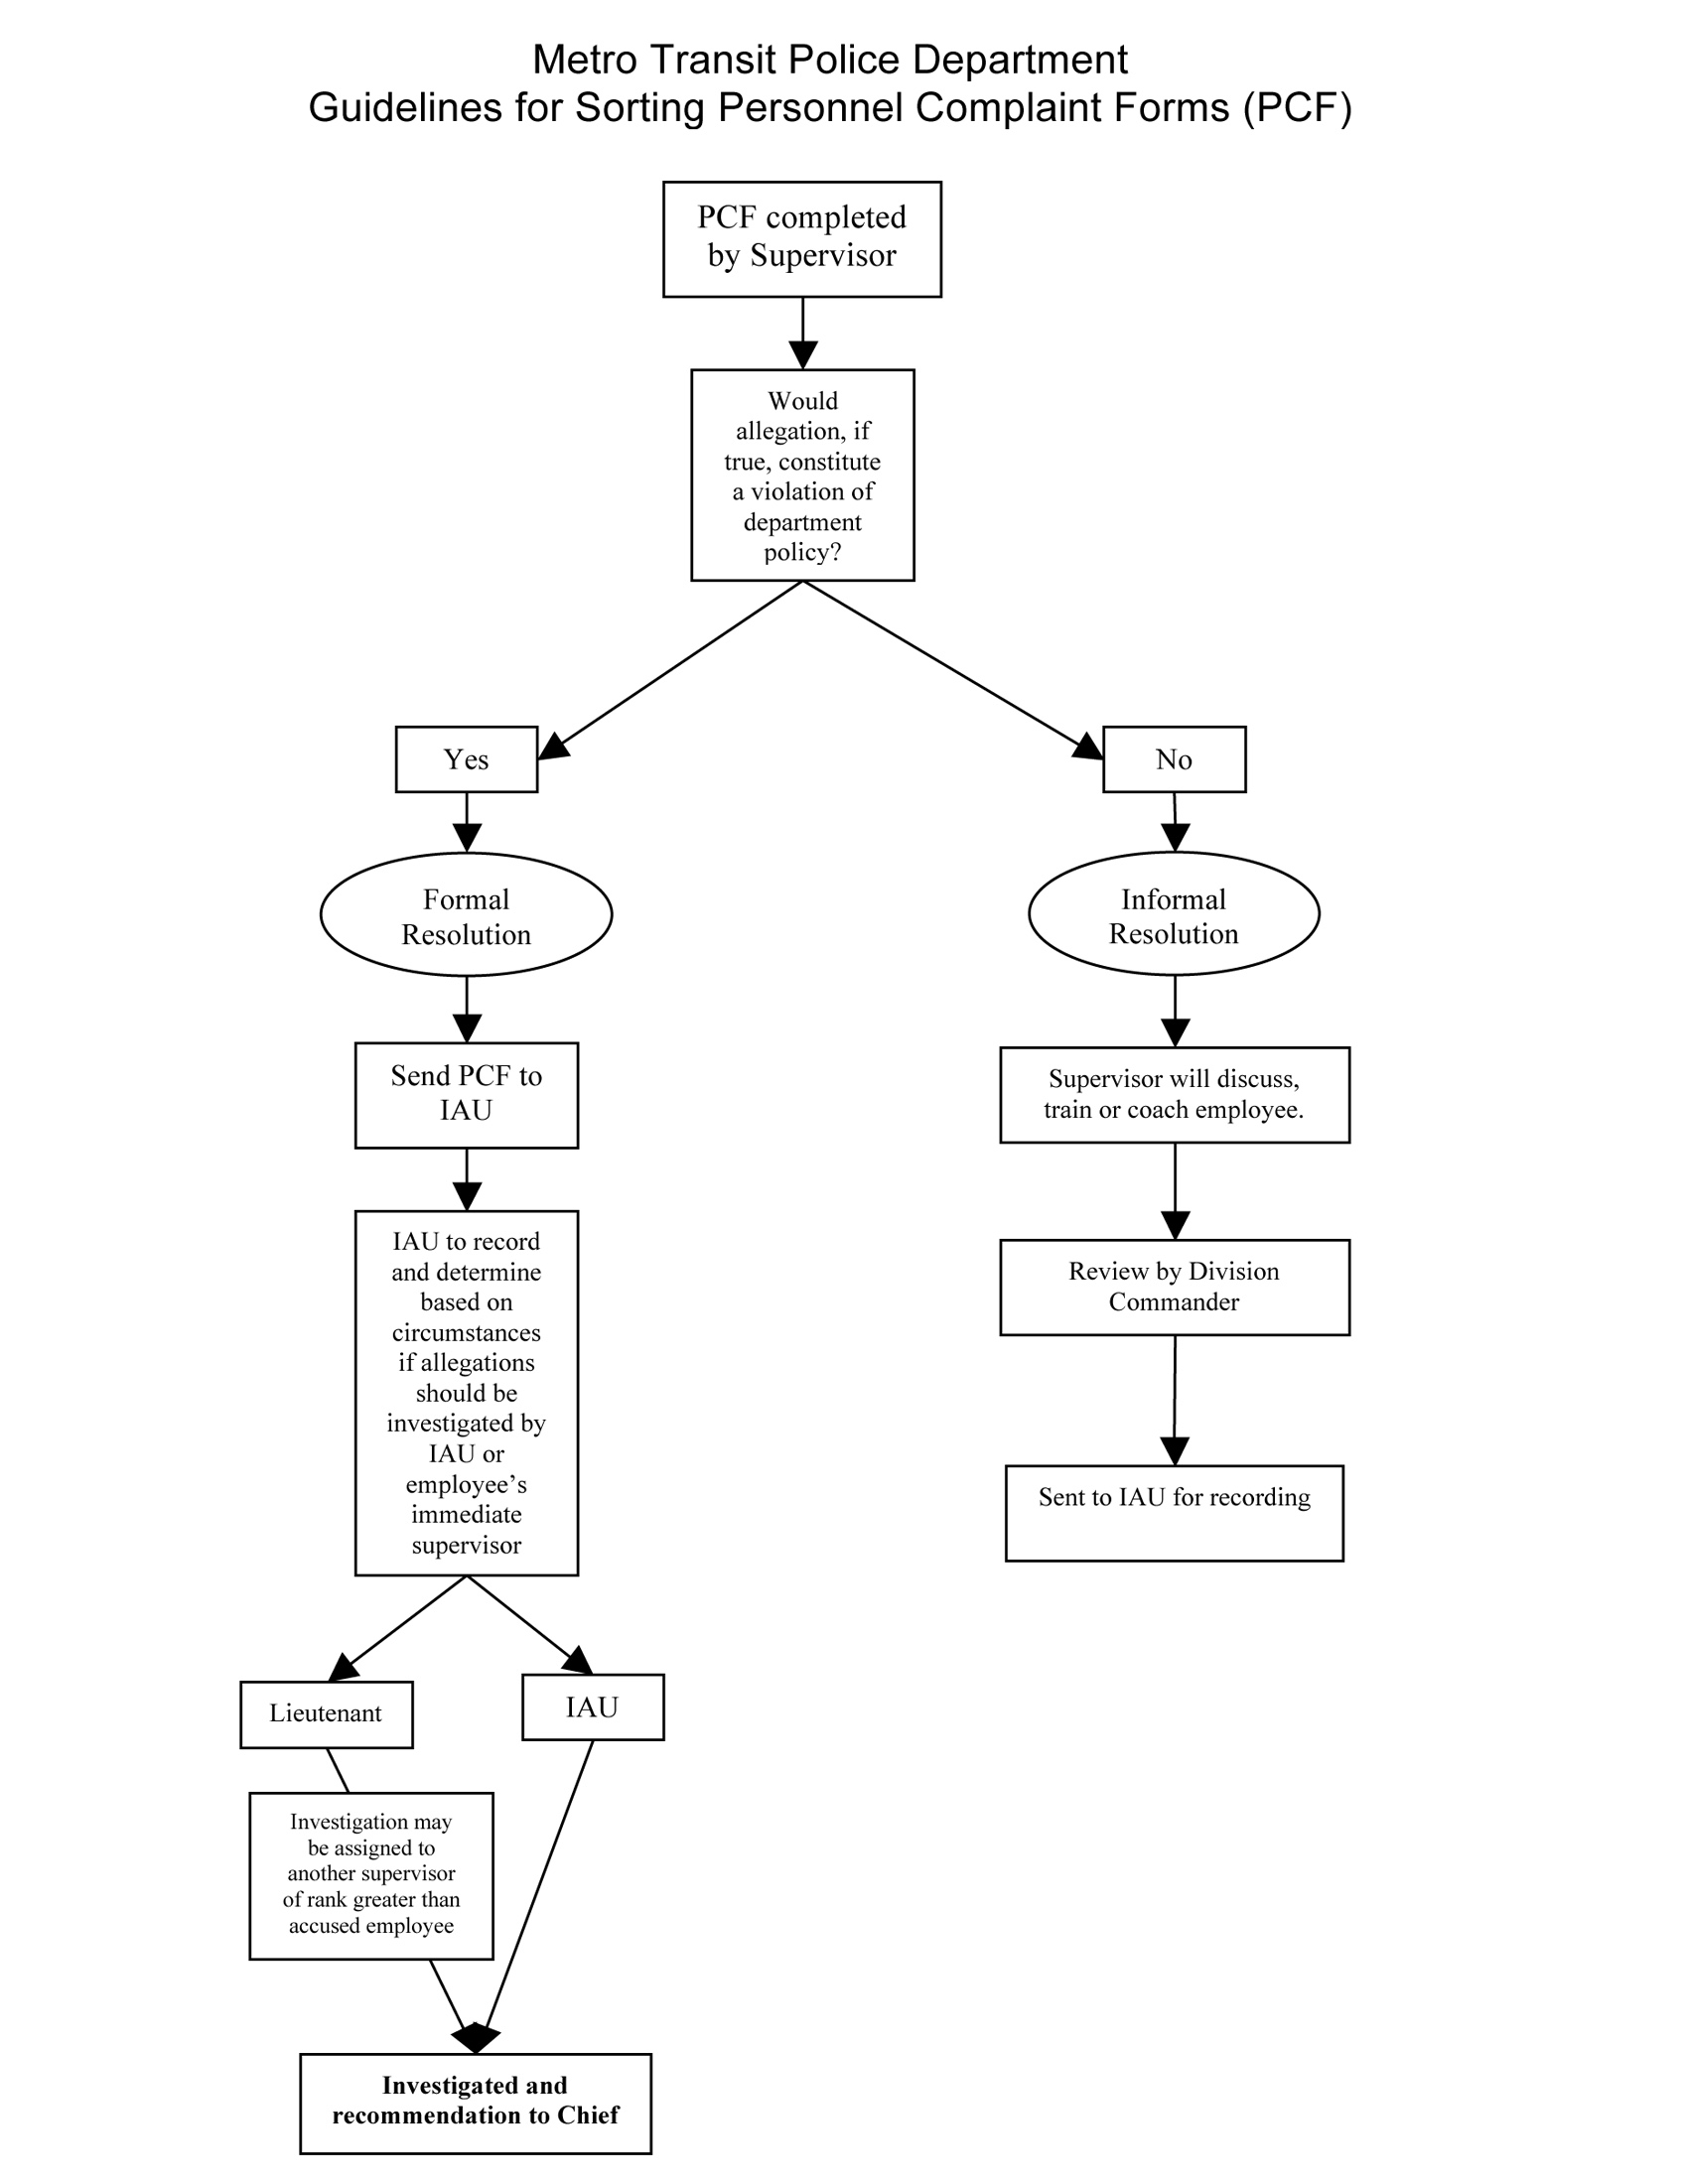 Metro Transit Police Department
Guidelines for Sorting Personnel Complaint Forms (PCF)
PCF completed
by Supervisor
Would
allegation, if
true, constitute
a violation of
department
policy?
Yes
No
Formal
Resolution
Informal
Resolution
Send PCF to
IAU
Supervisor will discuss,
train or coach employee.
IAU to record
and determine
based on
circumstances
if allegations
should be
investigated by
IAU or
employee’s
immediate
supervisor
Review by Division
Commander
Sent to IAU for recording
Lieutenant
IAU
Investigation may
be assigned to
another supervisor
of rank greater than
accused employee
Investigated and
recommendation to Chief